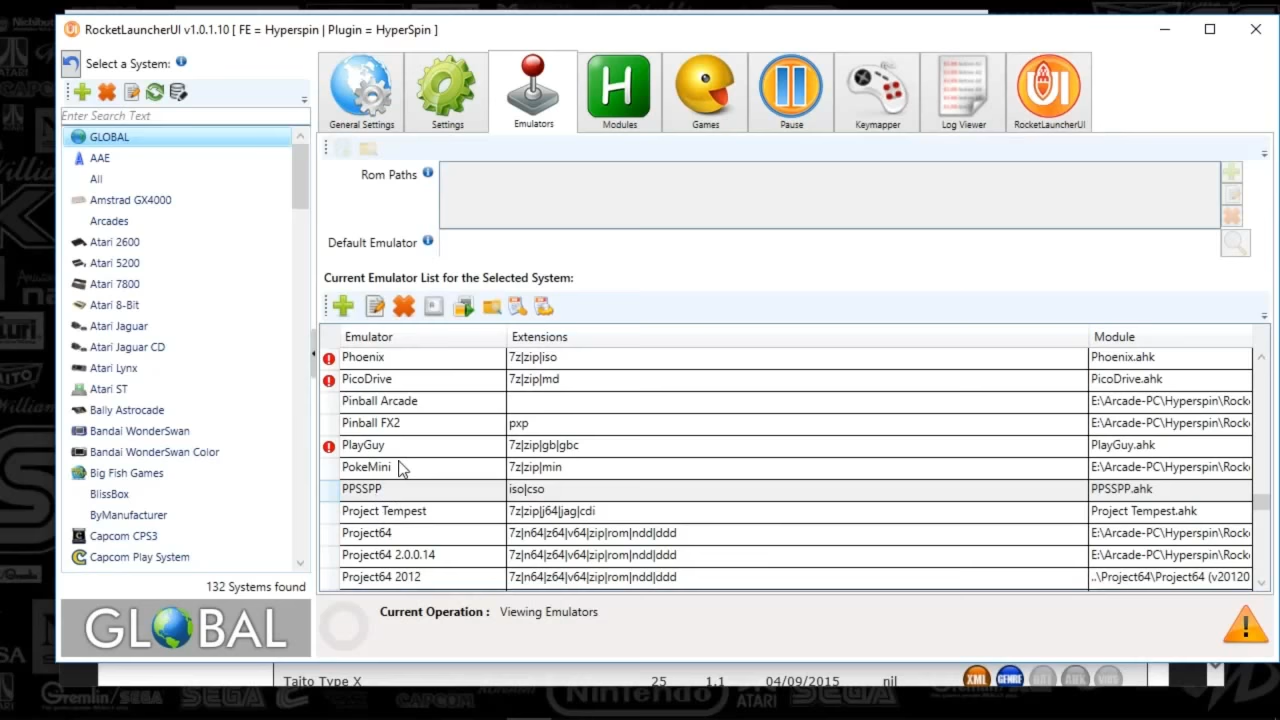 RocketLauncherUI v1.0.1.10 [ FE = Hyperspin | Plugin = HyperSpin ]
Select a System:
Enter Search Text
GLOBAL
AAE
All
Amstrad GX4000
Arcades
Atari 2600
Atari 5200
Atari 7800
Atari 8-Bit
Atari Jaguar
Atari Jaguar CD
Atari Lynx
Atari ST
Bally Astrocade
Bandai WonderSwan
Bandai WonderSwan Color
Big Fish Games
BlissBox
ByManufacturer
Capcom CPS3
Capcom Play System
132 Systems found
GLOBAL
General Settings
Settings
Emulators
Modules
Games
Pause
Keymapper
Log Viewer
RocketLauncherUI
Rom Paths
Default Emulator
Current Emulator List for the Selected System:
Emulator Extensions Module
Phoenix 7z|zip|iso Phoenix.ahk
PicoDrive 7z|zip|md PicoDrive.ahk
Pinball Arcade E:\Arcade-PC\Hyperspin\Rock
Pinball FX2 pxp E:\Arcade-PC\Hyperspin\Rock
PlayGuy 7z|zip|gb|gbc PlayGuy.ahk
PokeMini 7z|zip|min E:\Arcade-PC\Hyperspin\Rock
PPSSPP iso|cso PPSSPP.ahk
Project Tempest 7z|zip|j64|jag|cdi Project Tempest.ahk
Project64 7z|n64|z64|v64|zip|rom|ndd|ddd E:\Arcade-PC\Hyperspin\Rock
Project64 2.0.0.14 7z|n64|z64|v64|zip|rom|ndd|ddd E:\Arcade-PC\Hyperspin\Rock
Project64 2012 7z|n64|z64|v64|zip|rom|ndd|ddd ..\Project64\Project64 (v20120
Current Operation : Viewing Emulators
Taito Type X 25 1.1 04/09/2015 nil
XML GENRE
Gremlin/SEGA SEGA CAPCOM Nintendo ATARI SEGA